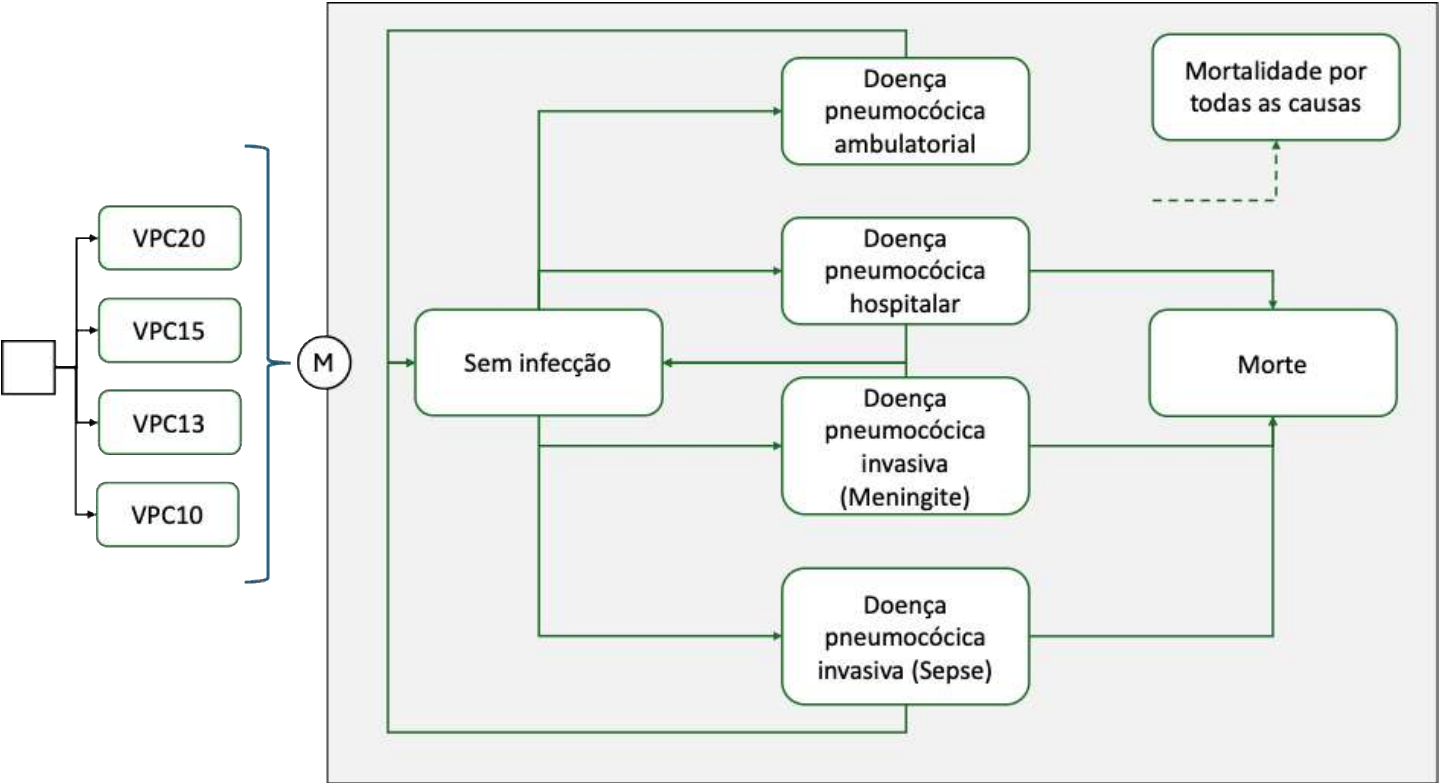 VPC20
VPC15
VPC13
VPC10
M
Sem infecção
Doença
pneumocócica
ambulatorial
Doença
pneumocócica
hospitalar
Doença
pneumocócica
invasiva
(Meningite)
Doença
pneumocócica
invasiva (Sepse)
Mortalidade por
todas as causas
Morte